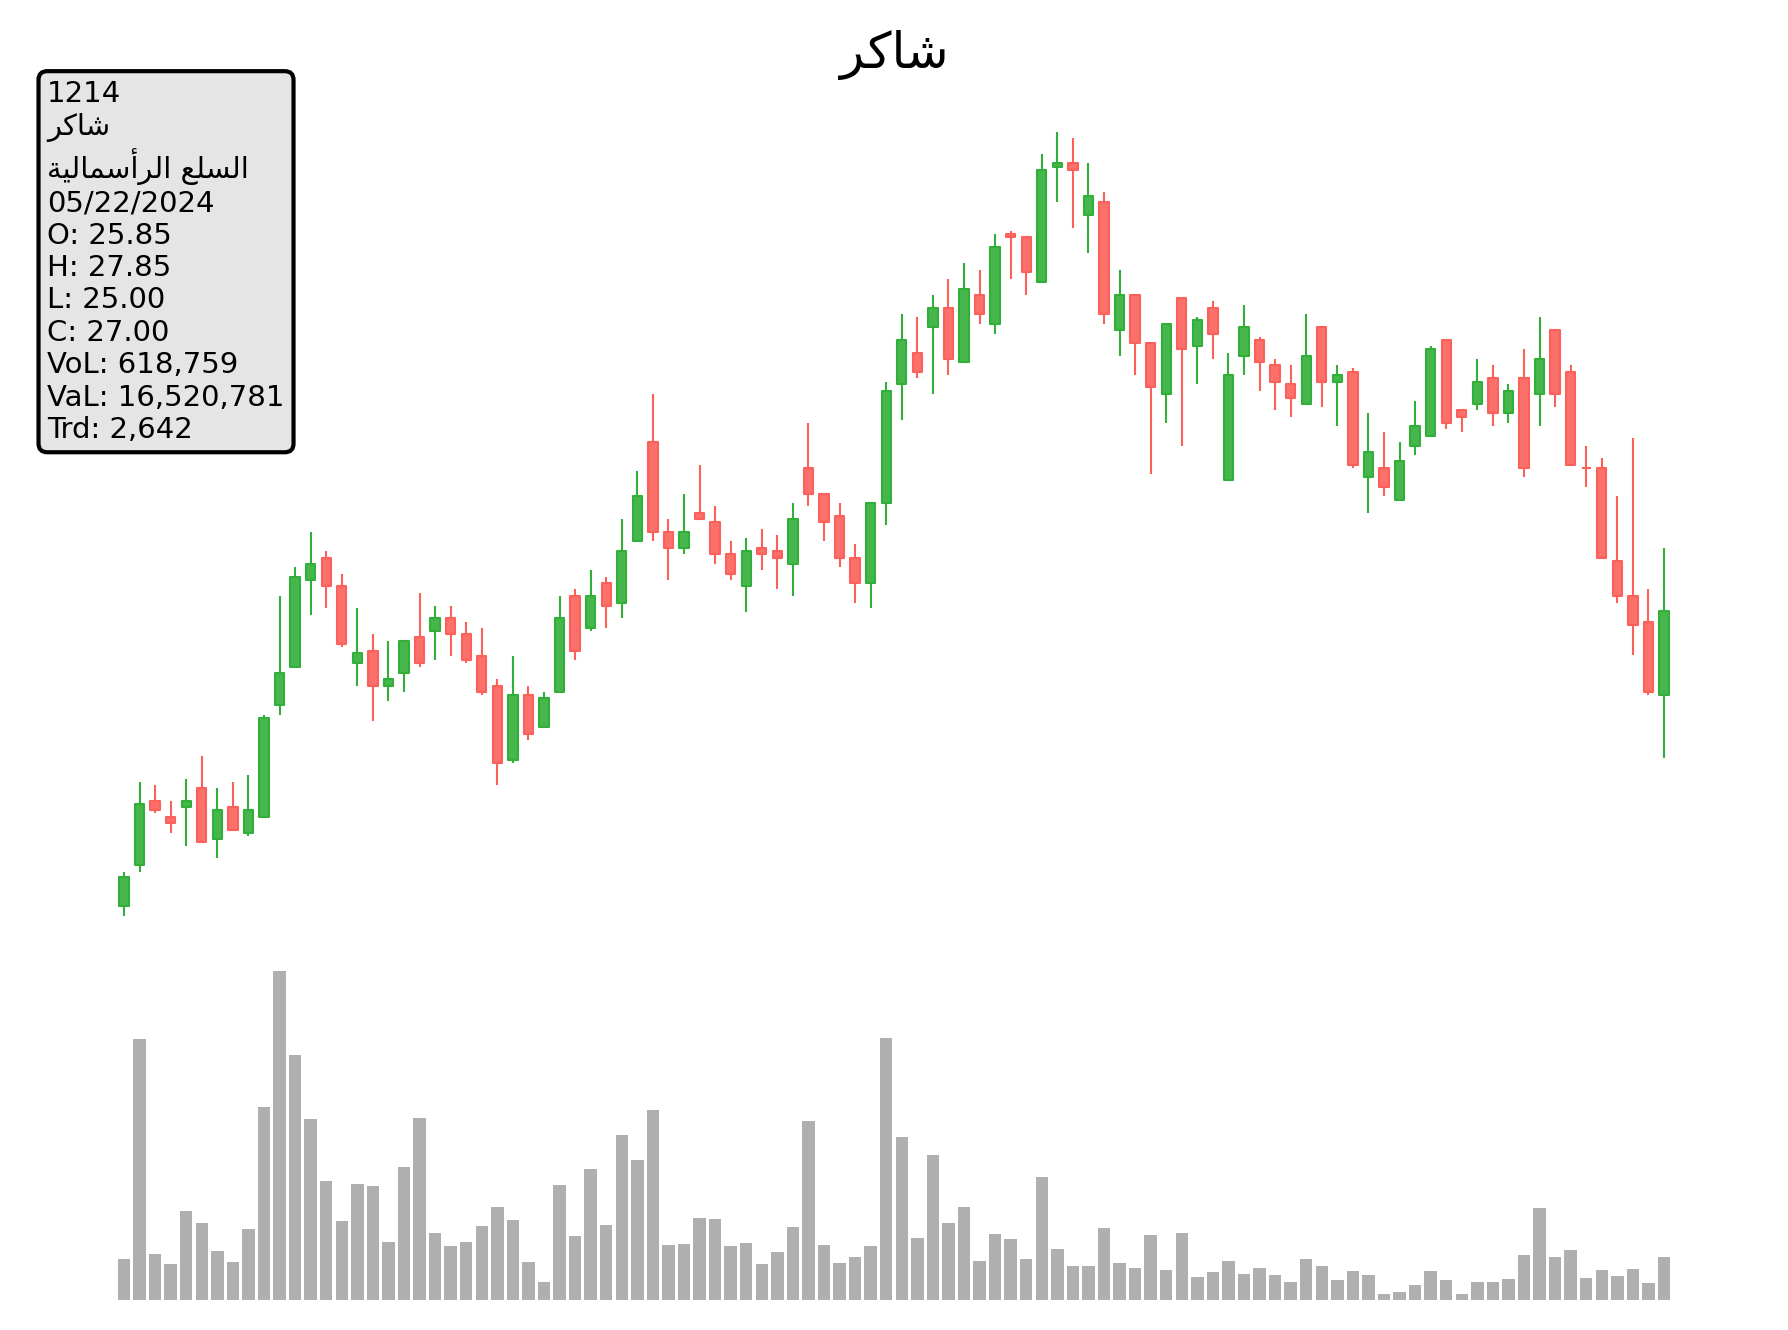 شاكر
1214
شاكر
السلع الرأسمالية
05/22/2024
O: 25.85
H: 27.85
L: 25.00
C: 27.00
VoL: 618,759
VaL: 16,520,781
Trd: 2,642